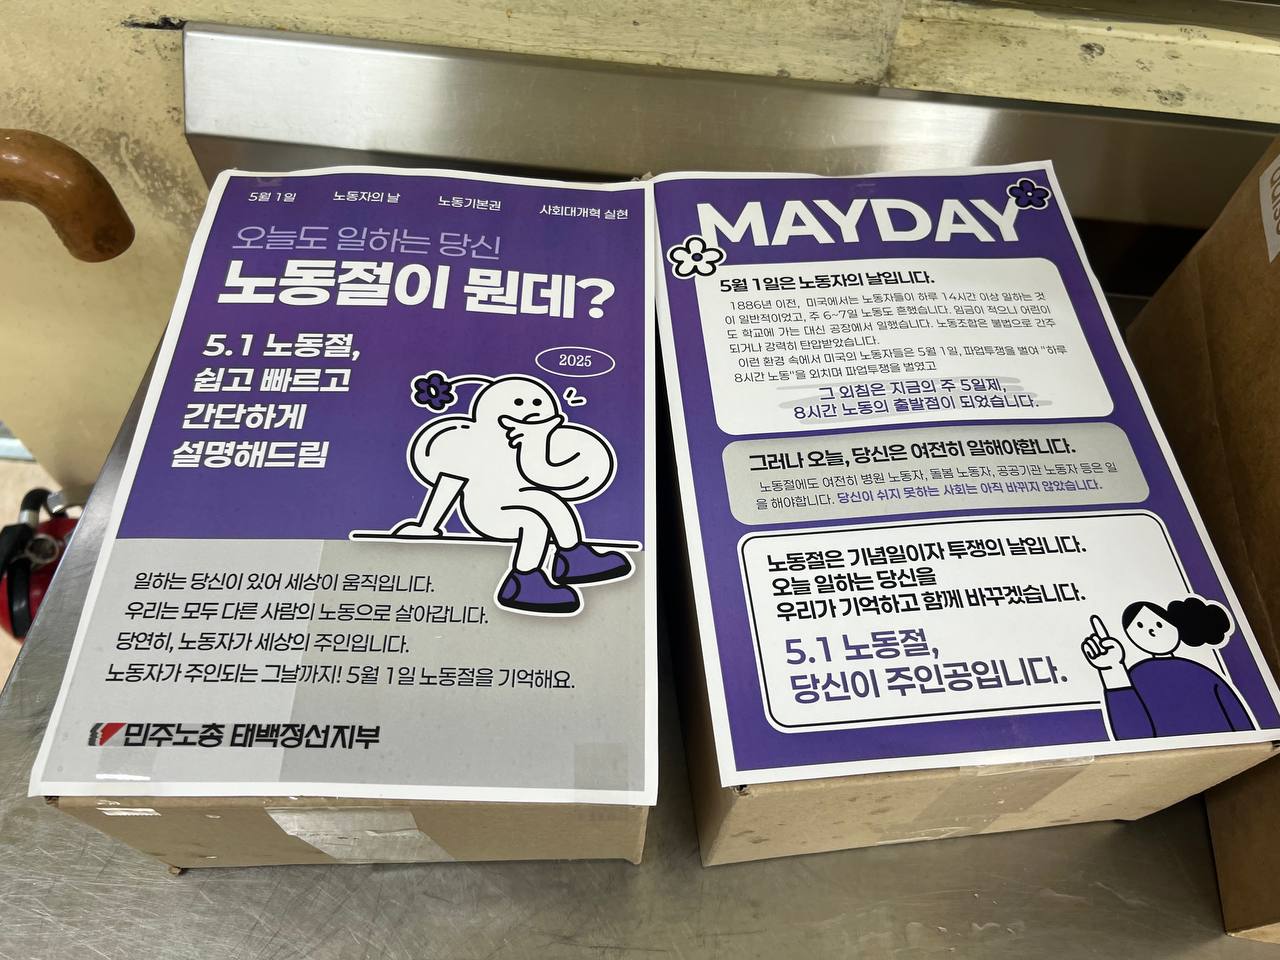 5월 1일 노동자의 날 노동기본권 사회대개혁 실현
오늘도 일하는 당신
노동절이 뭔데?
5.1 노동절,
쉽고 빠르고
간단하게
설명해드림
2025
일하는 당신이 있어 세상이 움직입니다.
우리는 모두 다른 사람의 노동으로 살아갑니다.
당연히, 노동자가 세상의 주인입니다.
노동자가 주인되는 그날까지! 5월 1일 노동절을 기억해요.
민주노총 태백정선지부
MAYDAY
5월 1일은 노동자의 날입니다.
1886년 이전, 미국에서는 노동자들이 하루 14시간 이상 일하는 것
이 일반적이었고, 주 6~7일 노동도 흔했습니다. 임금이 적으니 어린이
도 학교에 가는 대신 공장에서 일했습니다. 노동조합은 불법으로 간주
되거나 강력히 탄압받았습니다.
이런 환경 속에서 미국의 노동자들은 5월 1일, 파업투쟁을 벌여 "하루
8시간 노동"을 외치며 파업투쟁을 벌였고
그 외침은 지금의 주 5일제,
8시간 노동의 출발점이 되었습니다.
그러나 오늘, 당신은 여전히 일해야합니다.
노동절에도 여전히 병원 노동자, 돌봄 노동자, 공공기관 노동자 등은 일
을 해야합니다. 당신이 쉬지 못하는 사회는 아직 바뀌지 않았습니다.
노동절은 기념일이자 투쟁의 날입니다.
오늘 일하는 당신을
우리가 기억하고 함께 바꾸겠습니다.
5.1 노동절,
당신이 주인공입니다.